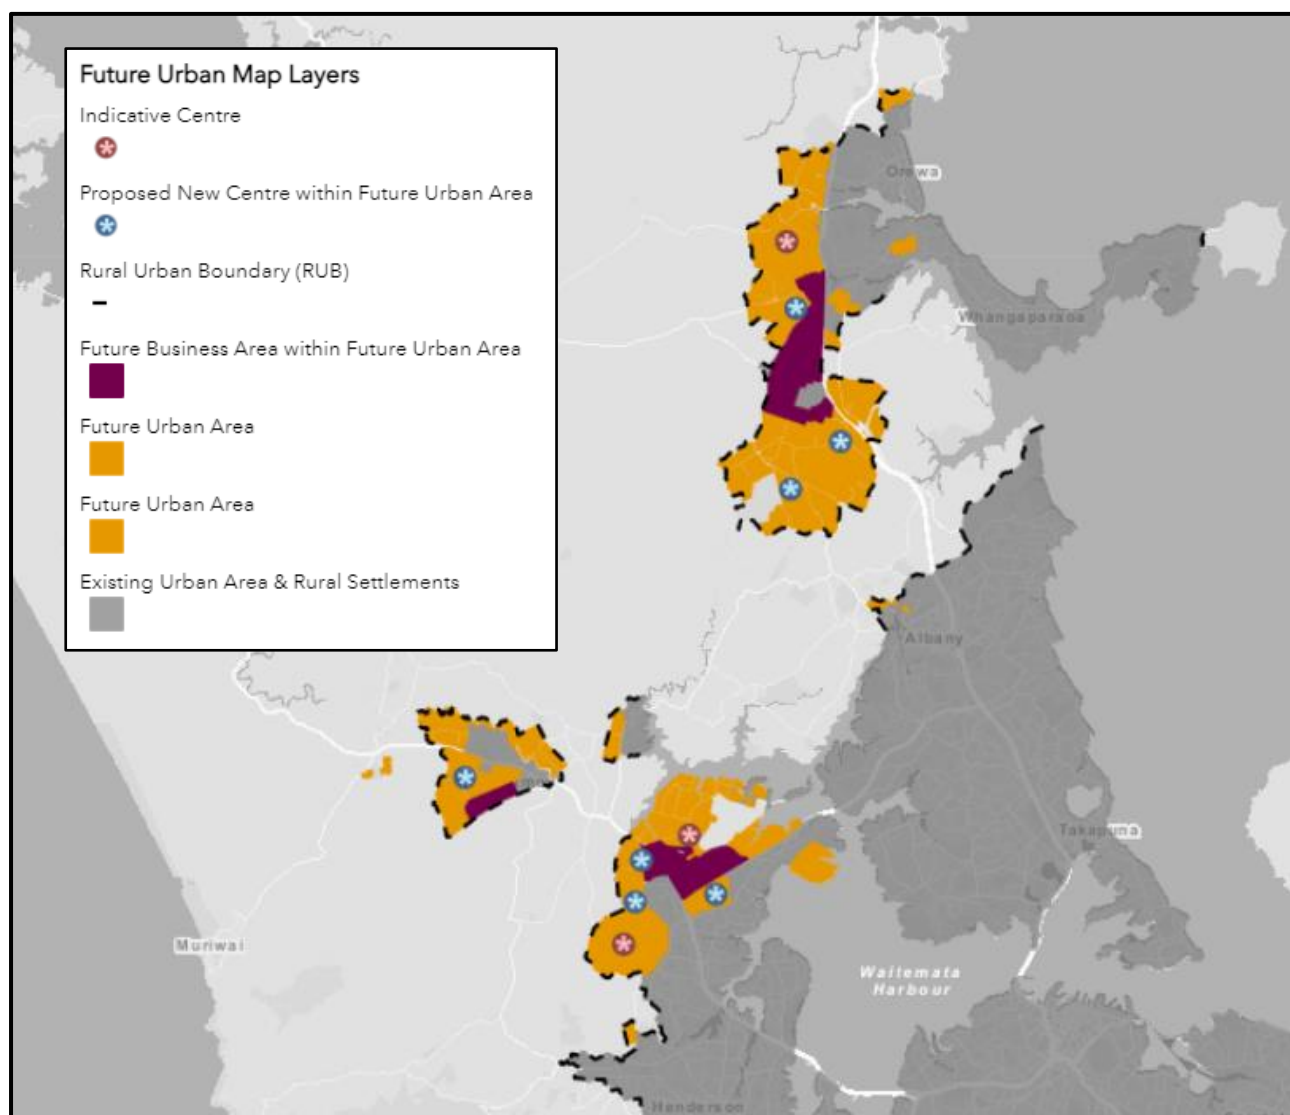 Future Urban Map Layers
Indicative Centre
Proposed New Centre within Future Urban Area
Rural Urban Boundary (RUB)
Future Business Area within Future Urban Area
Future Urban Area
Future Urban Area
Existing Urban Area & Rural Settlements
Orewa
Whangaparaoa
Albany
Takapuna
Muriwai
Waitemata
Harbour
Henderson